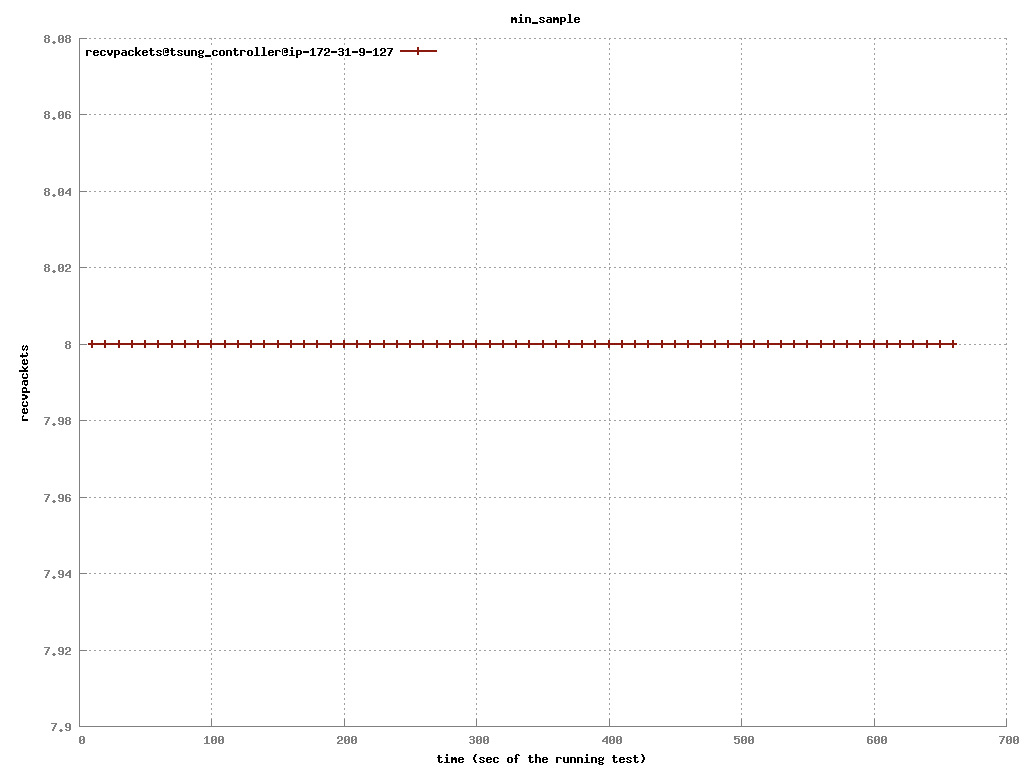 min_sample
recvpackets@tsung_controller@ip-172-31-9-127
8.08
8.06
8.04
8.02
8
7.98
7.96
7.94
7.92
7.9
recvpackets
0 100 200 300 400 500 600 700
time (sec of the running test)